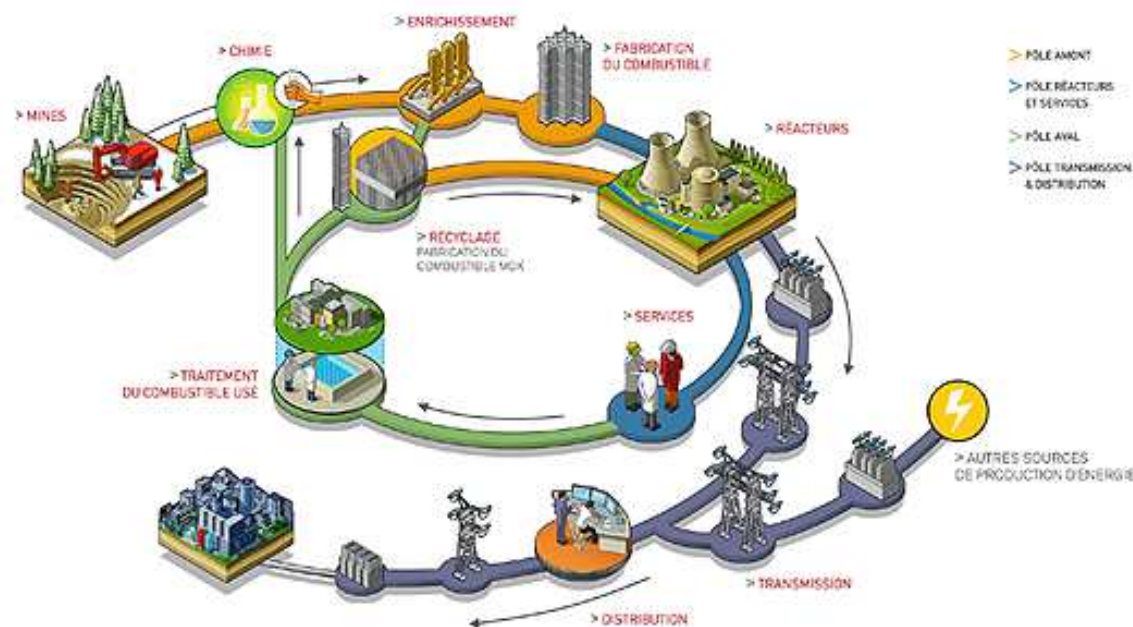 > ENRICHISSEMENT
> CHIMIE
> FABRICATION
DU COMBUSTIBLE
> MINES
> RÉACTEURS
> PÔLE AMONT
> PÔLE RÉACTEURS
ET SERVICES
> PÔLE AVAL
> PÔLE TRANSMISSION
& DISTRIBUTION
> RECYCLAGE
FABRICATION DU
COMBUSTIBLE MOX
> SERVICES
> TRAITEMENT
DU COMBUSTIBLE USÉ
> AUTRES SOURCES
DE PRODUCTION D'ÉNERGIE
> TRANSMISSION
> DISTRIBUTION